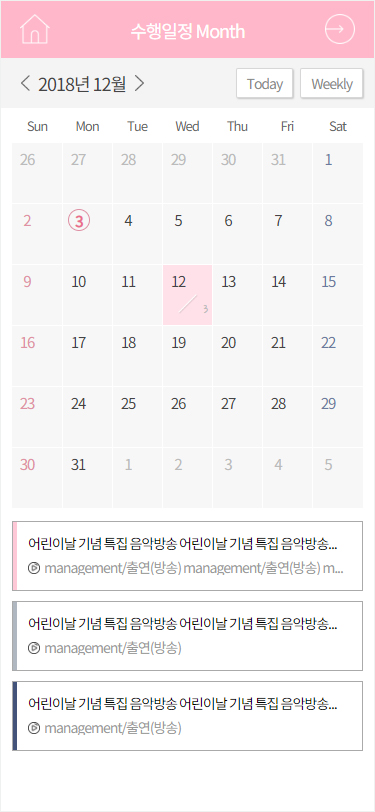 수행일정 Month
2018년 12월 Today Weekly
Sun Mon Tue Wed Thu Fri Sat
26 27 28 29 30 31 1
2 3 4 5 6 7 8
9 10 11 12 13 14 15
3
16 17 18 19 20 21 22
23 24 25 26 27 28 29
30 31 1 2 3 4 5
어린이날 기념 특집 음악방송 어린이날 기념 특집 음악방송...
management/출연(방송) management/출연(방송) m...
어린이날 기념 특집 음악방송 어린이날 기념 특집 음악방송...
management/출연(방송)
어린이날 기념 특집 음악방송 어린이날 기념 특집 음악방송...
management/출연(방송)